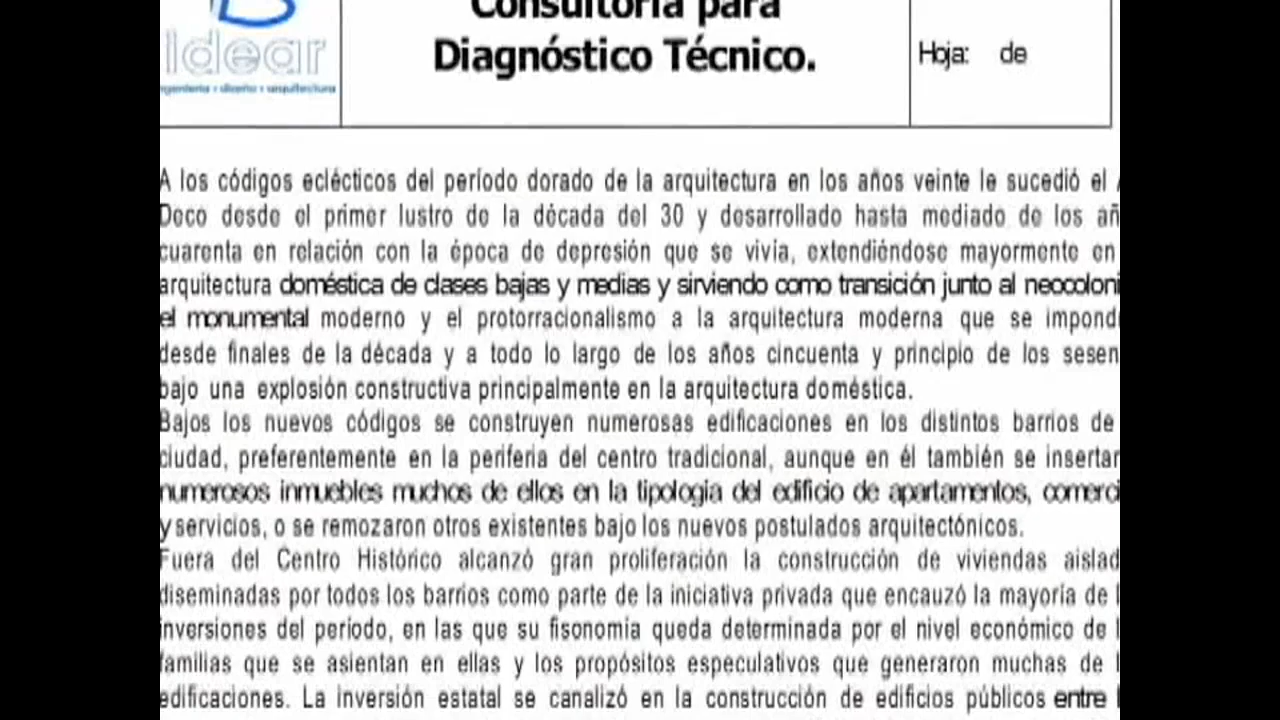 Consultoría para
Diagnóstico Técnico.
Hoja: de
Idear
ingeniería • diseño • arquitectura
A los códigos eclécticos del período dorado de la arquitectura en los años veinte le sucedió el
Deco desde el primer lustro de la década del 30 y desarrollado hasta mediado de los
cuarenta en relación con la época de depresión que se vivía, extendiéndose mayormente en
arquitectura doméstica de clases bajas y medias y sirviendo como transición junto al
el monumental moderno y el protorracionalismo a la arquitectura moderna que se
desde finales de la década y a todo lo largo de los años cincuenta y principio de los
bajo una explosión constructiva principalmente en la arquitectura doméstica.
Bajos los nuevos códigos se construyen numerosas edificaciones en los distintos barrios de
ciudad, preferentemente en la periferia del centro tradicional, aunque en él también se insertan
numerosos inmuebles muchos de ellos en la tipología del edificio de apartamentos,
y servicios, o se remozaron otros existentes bajo los nuevos postulados arquitectónicos.
Fuera del Centro Histórico alcanzó gran proliferación la construcción de viviendas
diseminadas por todos los barrios como parte de la iniciativa privada que encauzó la mayoría de
inversiones del período, en las que su fisonomía queda determinada por el nivel económico de
familias que se asientan en ellas y los propósitos especulativos que generaron muchas de
edificaciones. La inversión estatal se canalizó en la construcción de edificios públicos entre